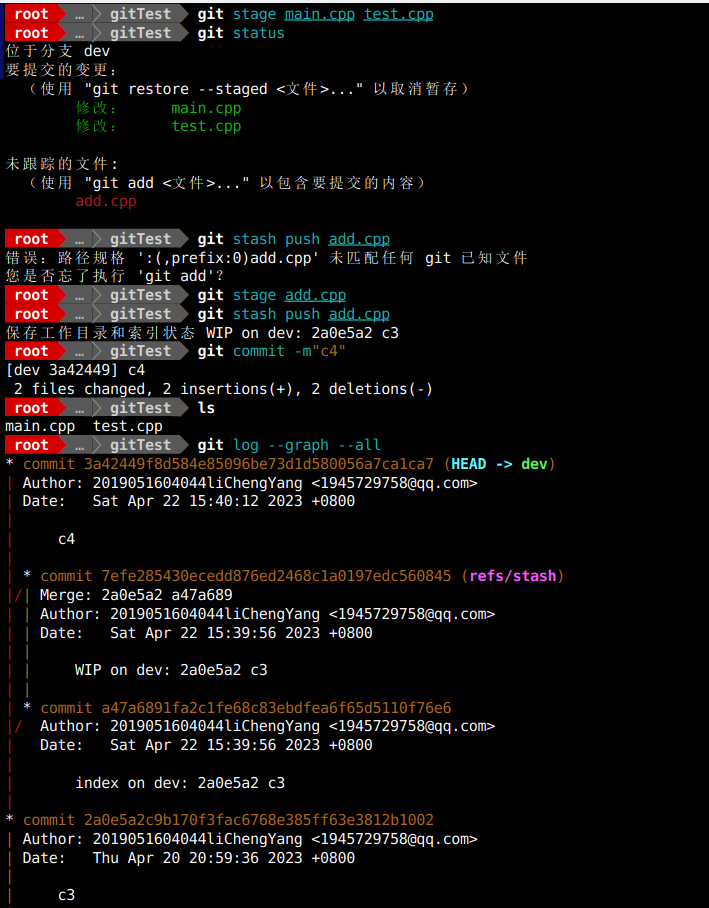 root … gitTest git stage main.cpp test.cpp
root … gitTest git status
位于分支 dev
要提交的变更：
（使用 "git restore --staged <文件>..." 以取消暂存）
修改： main.cpp
修改： test.cpp
未跟踪的文件:
（使用 "git add <文件>..." 以包含要提交的内容）
add.cpp
root … gitTest git stash push add.cpp
错误：路径规格 ':(,prefix:0)add.cpp' 未匹配任何 git 已知文件
您是否忘了执行 'git add'？
root … gitTest git stage add.cpp
root … gitTest git stash push add.cpp
保存工作目录和索引状态 WIP on dev: 2a0e5a2 c3
root … gitTest git commit -m"c4"
[dev 3a42449] c4
2 files changed, 2 insertions(+), 2 deletions(-)
root … gitTest ls
main.cpp test.cpp
root … gitTest git log --graph --all
* commit 3a42449f8d584e85096be73d1d580056a7ca1ca7 (HEAD -> dev)
| Author: 2019051604044liChengYang <1945729758@qq.com>
| Date: Sat Apr 22 15:40:12 2023 +0800
|
| c4
|
| * commit 7efe285430ecedd876ed2468c1a0197edc560845 (refs/stash)
|/| Merge: 2a0e5a2 a47a689
| | Author: 2019051604044liChengYang <1945729758@qq.com>
| | Date: Sat Apr 22 15:39:56 2023 +0800
| |
| | WIP on dev: 2a0e5a2 c3
| |
| * commit a47a6891fa2c1fe68c83ebdfea6f65d5110f76e6
|/ Author: 2019051604044liChengYang <1945729758@qq.com>
| Date: Sat Apr 22 15:39:56 2023 +0800
|
| index on dev: 2a0e5a2 c3
|
* commit 2a0e5a2c9b170f3fac6768e385ff63e3812b1002
| Author: 2019051604044liChengYang <1945729758@qq.com>
| Date: Thu Apr 20 20:59:36 2023 +0800
|
| c3